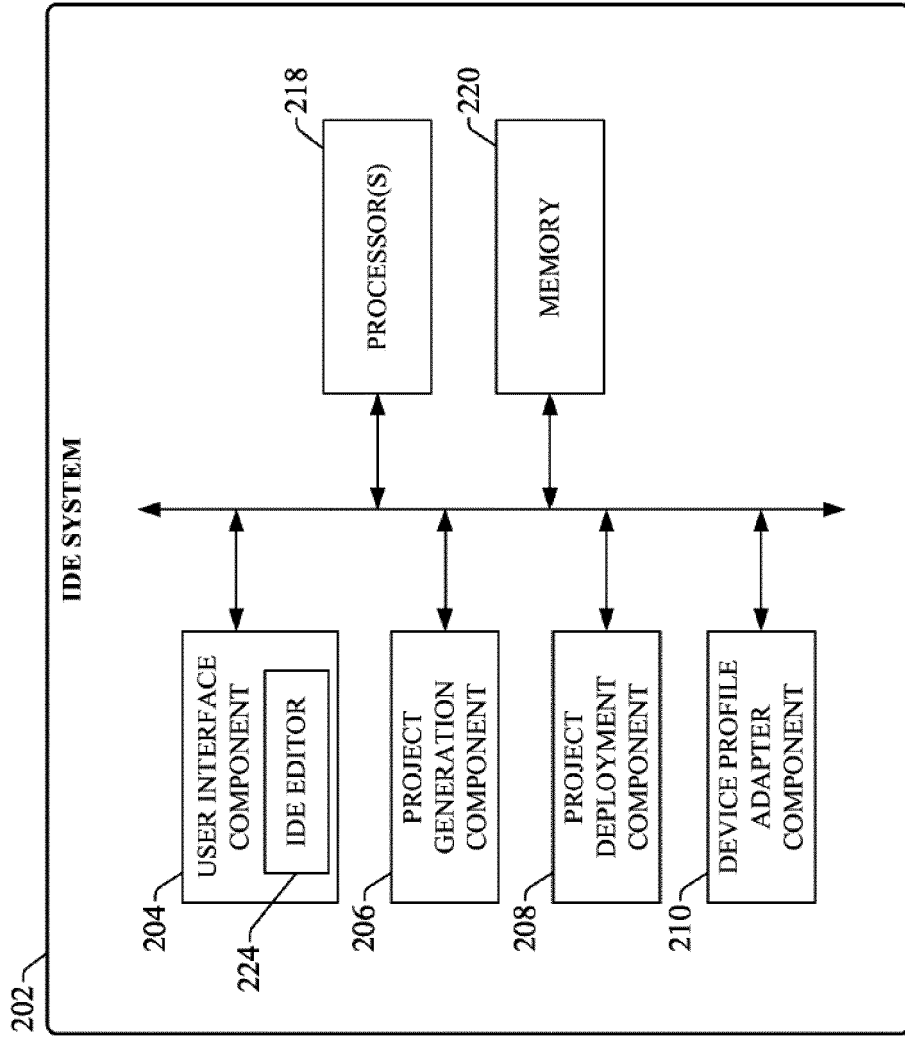 202
IDE SYSTEM
204
USER INTERFACE
COMPONENT
224
IDE EDITOR
206
PROJECT
GENERATION
COMPONENT
208
PROJECT
DEPLOYMENT
COMPONENT
210
DEVICE PROFILE
ADAPTER
COMPONENT
218
PROCESSOR(S)
220
MEMORY